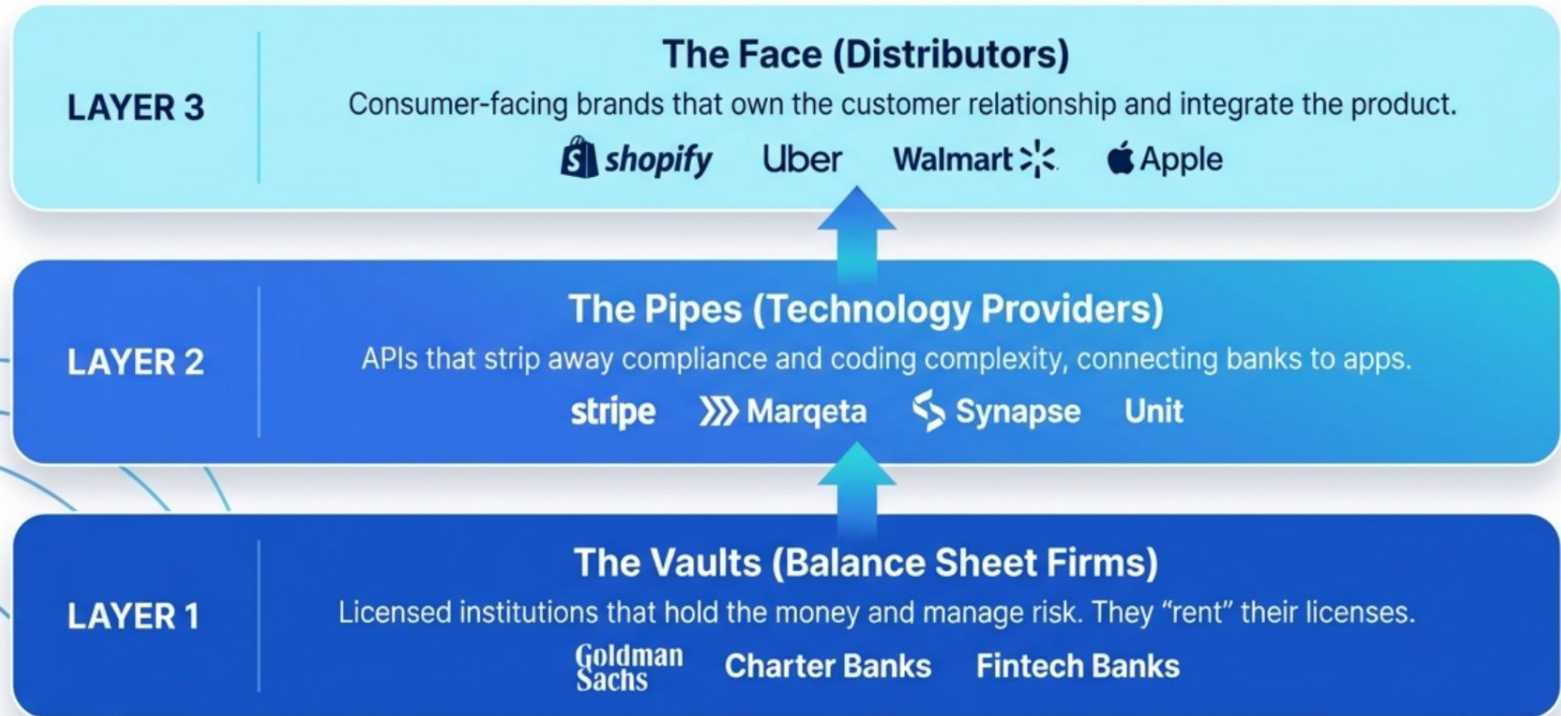 The Face (Distributors)
LAYER 3
Consumer-facing brands that own the customer relationship and integrate the product.
shopify Uber Walmart Apple
The Pipes (Technology Providers)
LAYER 2
APIs that strip away compliance and coding complexity, connecting banks to apps.
stripe Marqeta Synapse Unit
The Vaults (Balance Sheet Firms)
LAYER 1
Licensed institutions that hold the money and manage risk. They “rent” their licenses.
Goldman
Sachs
Charter Banks Fintech Banks